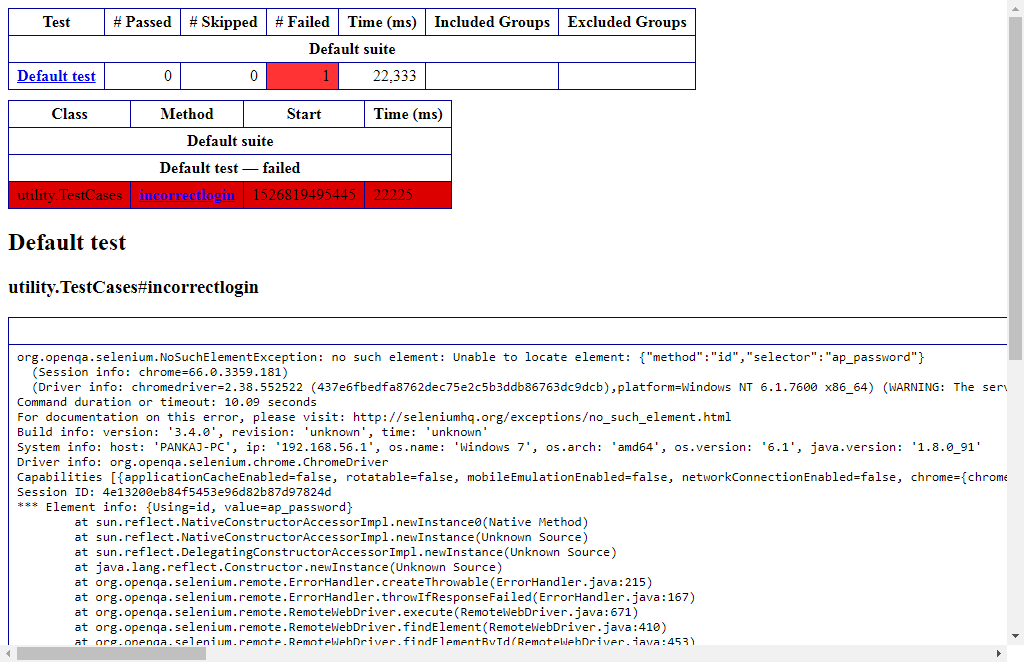 Test # Passed # Skipped # Failed Time (ms) Included Groups Excluded Groups
Default suite
Default test 0 0 1 22,333
Class Method Start Time (ms)
Default suite
Default test — failed
utility.TestCases incorrectlogin 1526819495445 22225
Default test
utility.TestCases#incorrectlogin
org.openqa.selenium.NoSuchElementException: no such element: Unable to locate element: {"method":"id","selector":"ap_password"}
(Session info: chrome=66.0.3359.181)
(Driver info: chromedriver=2.38.552522 (437e6fbedfa8762dec75e2c5b3ddb86763dc9dcb),platform=Windows NT 6.1.7600 x86_64) (WARNING: The serv
Command duration or timeout: 10.09 seconds
For documentation on this error, please visit: http://seleniumhq.org/exceptions/no_such_element.html
Build info: version: '3.4.0', revision: 'unknown', time: 'unknown'
System info: host: 'PANKAJ-PC', ip: '192.168.56.1', os.name: 'Windows 7', os.arch: 'amd64', os.version: '6.1', java.version: '1.8.0_91'
Driver info: org.openqa.selenium.chrome.ChromeDriver
Capabilities [{applicationCacheEnabled=false, rotatable=false, mobileEmulationEnabled=false, networkConnectionEnabled=false, chrome={chrome
Session ID: 4e13200eb84f5453e96d82b87d97824d
*** Element info: {Using=id, value=ap_password}
at sun.reflect.NativeConstructorAccessorImpl.newInstance0(Native Method)
at sun.reflect.NativeConstructorAccessorImpl.newInstance(Unknown Source)
at sun.reflect.DelegatingConstructorAccessorImpl.newInstance(Unknown Source)
at java.lang.reflect.Constructor.newInstance(Unknown Source)
at org.openqa.selenium.remote.ErrorHandler.createThrowable(ErrorHandler.java:215)
at org.openqa.selenium.remote.ErrorHandler.throwIfResponseFailed(ErrorHandler.java:167)
at org.openqa.selenium.remote.RemoteWebDriver.execute(RemoteWebDriver.java:671)
at org.openqa.selenium.remote.RemoteWebDriver.findElement(RemoteWebDriver.java:410)
at org.openqa.selenium.remote.RemoteWebDriver.findElementById(RemoteWebDriver.java:453)